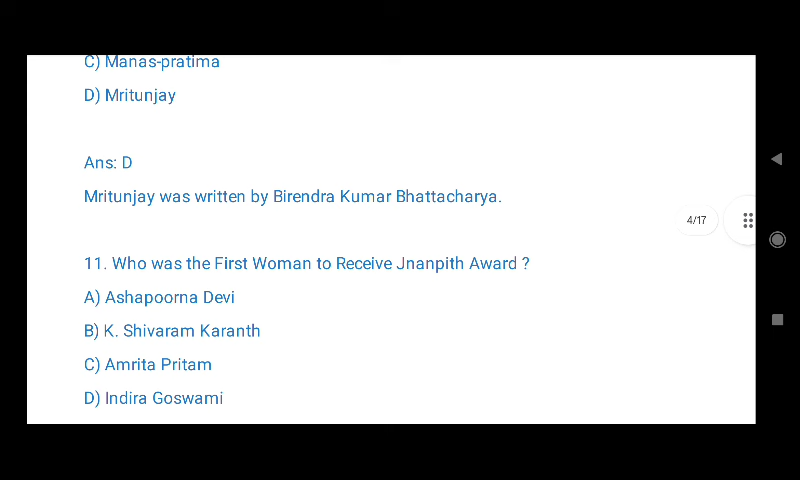 C) Manas-pratima
D) Mritunjay
Ans: D
Mritunjay was written by Birendra Kumar Bhattacharya.
4/17
11. Who was the First Woman to Receive Jnanpith Award ?
A) Ashapoorna Devi
B) K. Shivaram Karanth
C) Amrita Pritam
D) Indira Goswami